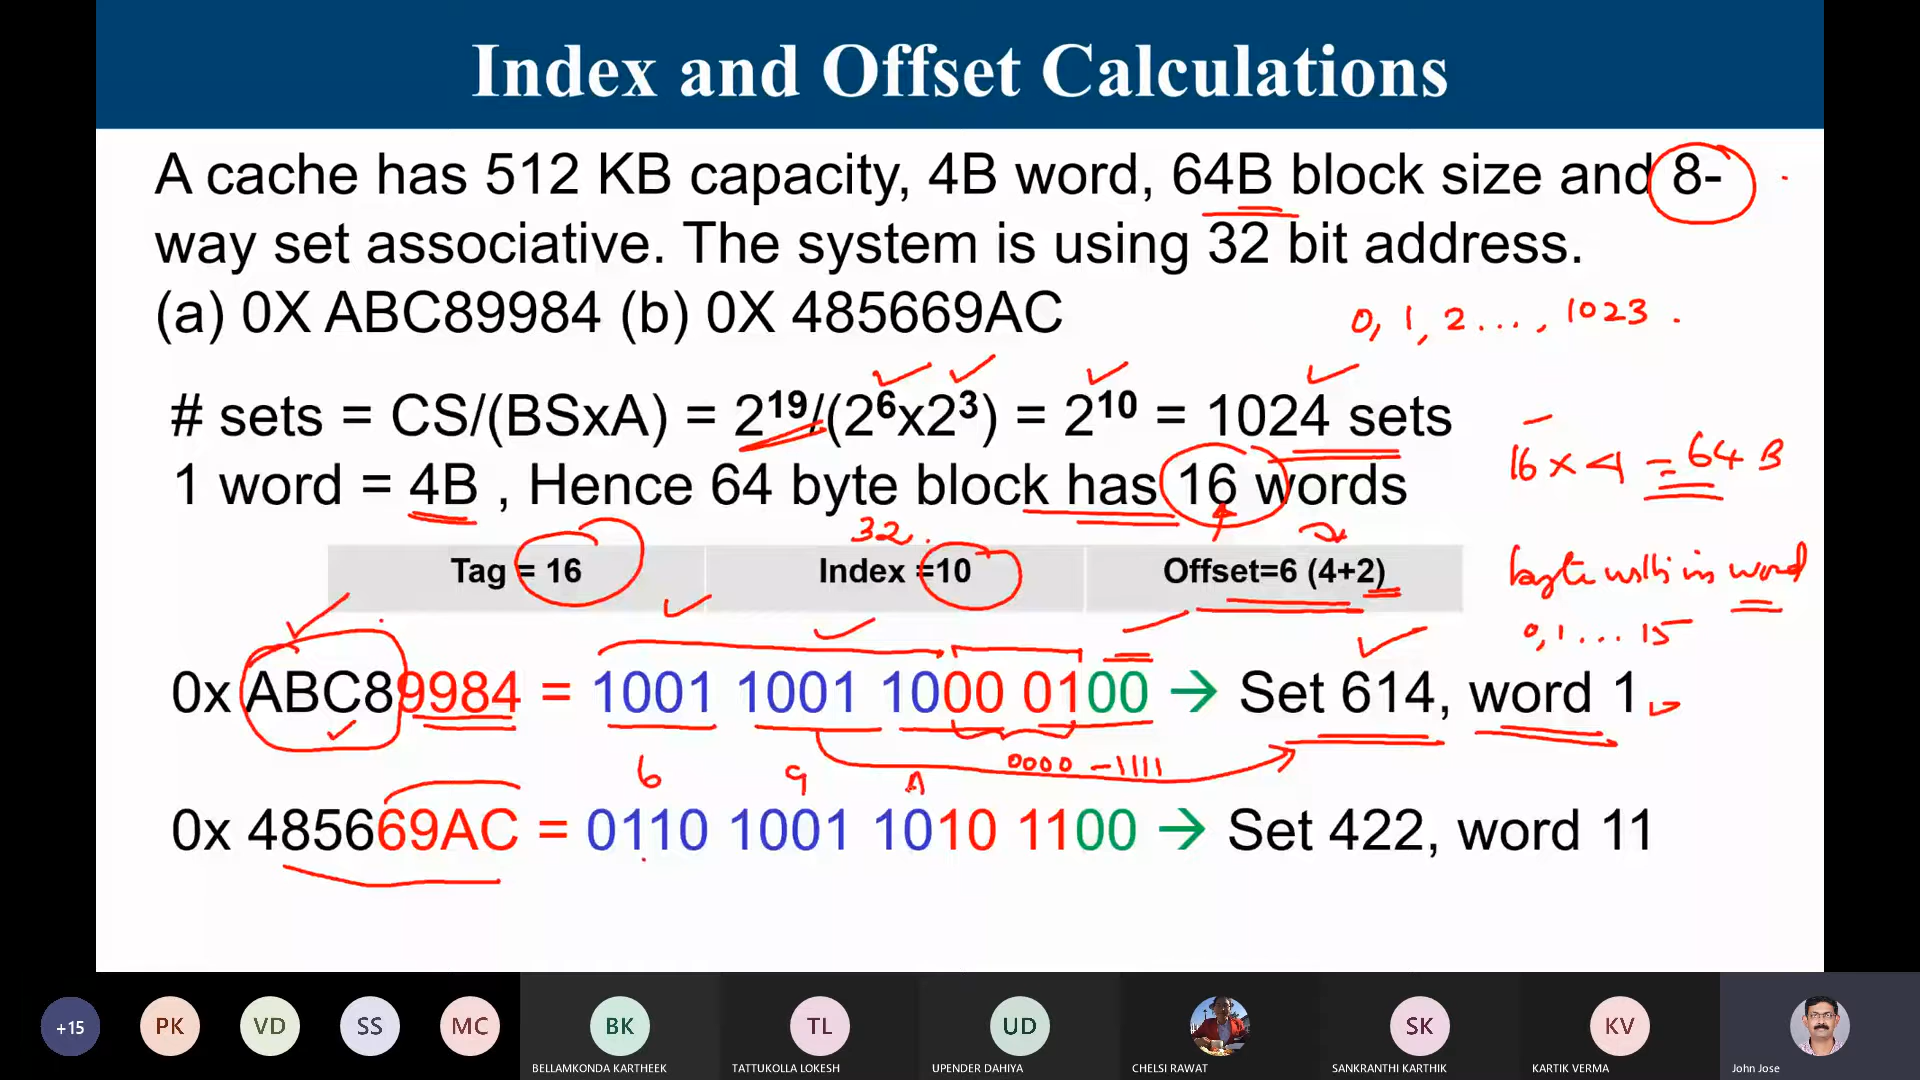 Index and Offset Calculations
A cache has 512 KB capacity, 4B word, 64B block size and 8-
way set associative. The system is using 32 bit address.
(a) 0X ABC89984 (b) 0X 485669AC
0, 1, 2 ..., 1023 .
# sets = CS/(BSxA) = 2¹⁹/(2⁶x2³) = 2¹⁰ = 1024 sets
16 x 4 = 64 B
1 word = 4B , Hence 64 byte block has 16 words
32.
Tag = 16 Index =10 Offset=6 (4+2)
byte within word
0, 1 ... 15
0x ABC89984 = 1001 1001 1000 0100 → Set 614, word 1
0000 - 1111
6 9 A
0x 485669AC = 0110 1001 1010 1100 → Set 422, word 11
+15 PK VD SS MC BK TL UD SK KV
BELLAMKONDA KARTHEEK TATTUKOLLA LOKESH UPENDER DAHIYA CHELSI RAWAT SANKRANTHI KARTHIK KARTIK VERMA John Jose